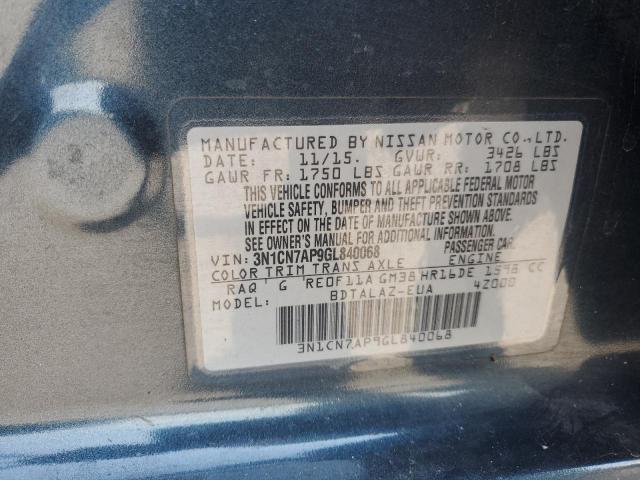 MANUFACTURED BY NISSAN MOTOR CO., LTD.
DATE: 11/15. GVWR: 3426 LBS
GAWR FR: 1750 LBS GAWR RR: 1708 LBS
THIS VEHICLE CONFORMS TO ALL APPLICABLE FEDERAL MOTOR
VEHICLE SAFETY, BUMPER AND THEFT PREVENTION STANDARDS
IN EFFECT ON THE DATE OF MANUFACTURE SHOWN ABOVE.
SEE OWNER'S MANUAL FOR ADDITIONAL INFORMATION.
VIN: 3N1CN7AP9GL840068 PASSENGER CAR
COLOR TRIM TRANS AXLE ENGINE
RAQ G RE0F11A GM38 HR16DE 1598 CC
MODEL BDTALAZ-EUA 4Z000
3N1CN7AP9GL840068